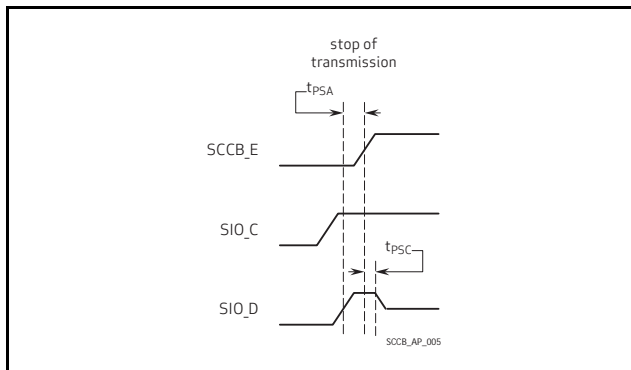 stop of
transmission
tPSA
SCCB_E
SIO_C
tPSC
SIO_D
SCCB_AP_005